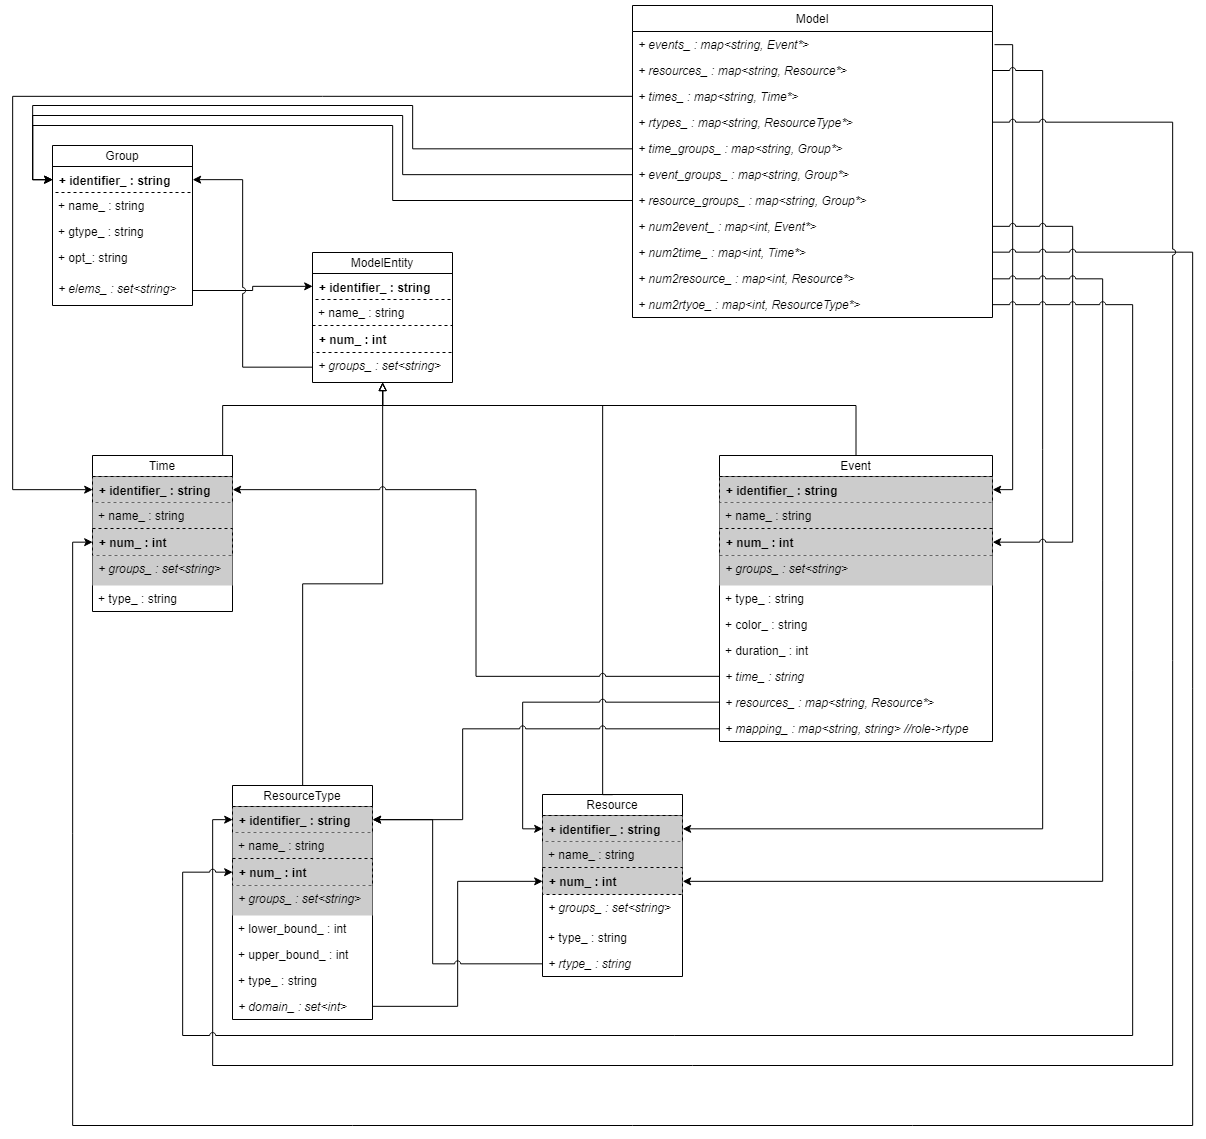 Model
+ events_ : map<string, Event*>
+ resources_ : map<string, Resource*>
+ times_ : map<string, Time*>
+ rtypes_ : map<string, ResourceType*>
+ time_groups_ : map<string, Group*>
+ event_groups_ : map<string, Group*>
+ resource_groups_ : map<string, Group*>
+ num2event_ : map<int, Event*>
+ num2time_ : map<int, Time*>
+ num2resource_ : map<int, Resource*>
+ num2rtyoe_ : map<int, ResourceType*>
Group
+ identifier_ : string
+ name_ : string
+ gtype_ : string
+ opt_: string
+ elems_ : set<string>
ModelEntity
+ identifier_ : string
+ name_ : string
+ num_ : int
+ groups_ : set<string>
Time
+ identifier_ : string
+ name_ : string
+ num_ : int
+ groups_ : set<string>
+ type_ : string
Event
+ identifier_ : string
+ name_ : string
+ num_ : int
+ groups_ : set<string>
+ type_ : string
+ color_ : string
+ duration_ : int
+ time_ : string
+ resources_ : map<string, Resource*>
+ mapping_ : map<string, string> //role->rtype
ResourceType
+ identifier_ : string
+ name_ : string
+ num_ : int
+ groups_ : set<string>
+ lower_bound_ : int
+ upper_bound_ : int
+ type_ : string
+ domain_ : set<int>
Resource
+ identifier_ : string
+ name_ : string
+ num_ : int
+ groups_ : set<string>
+ type_ : string
+ rtype_ : string